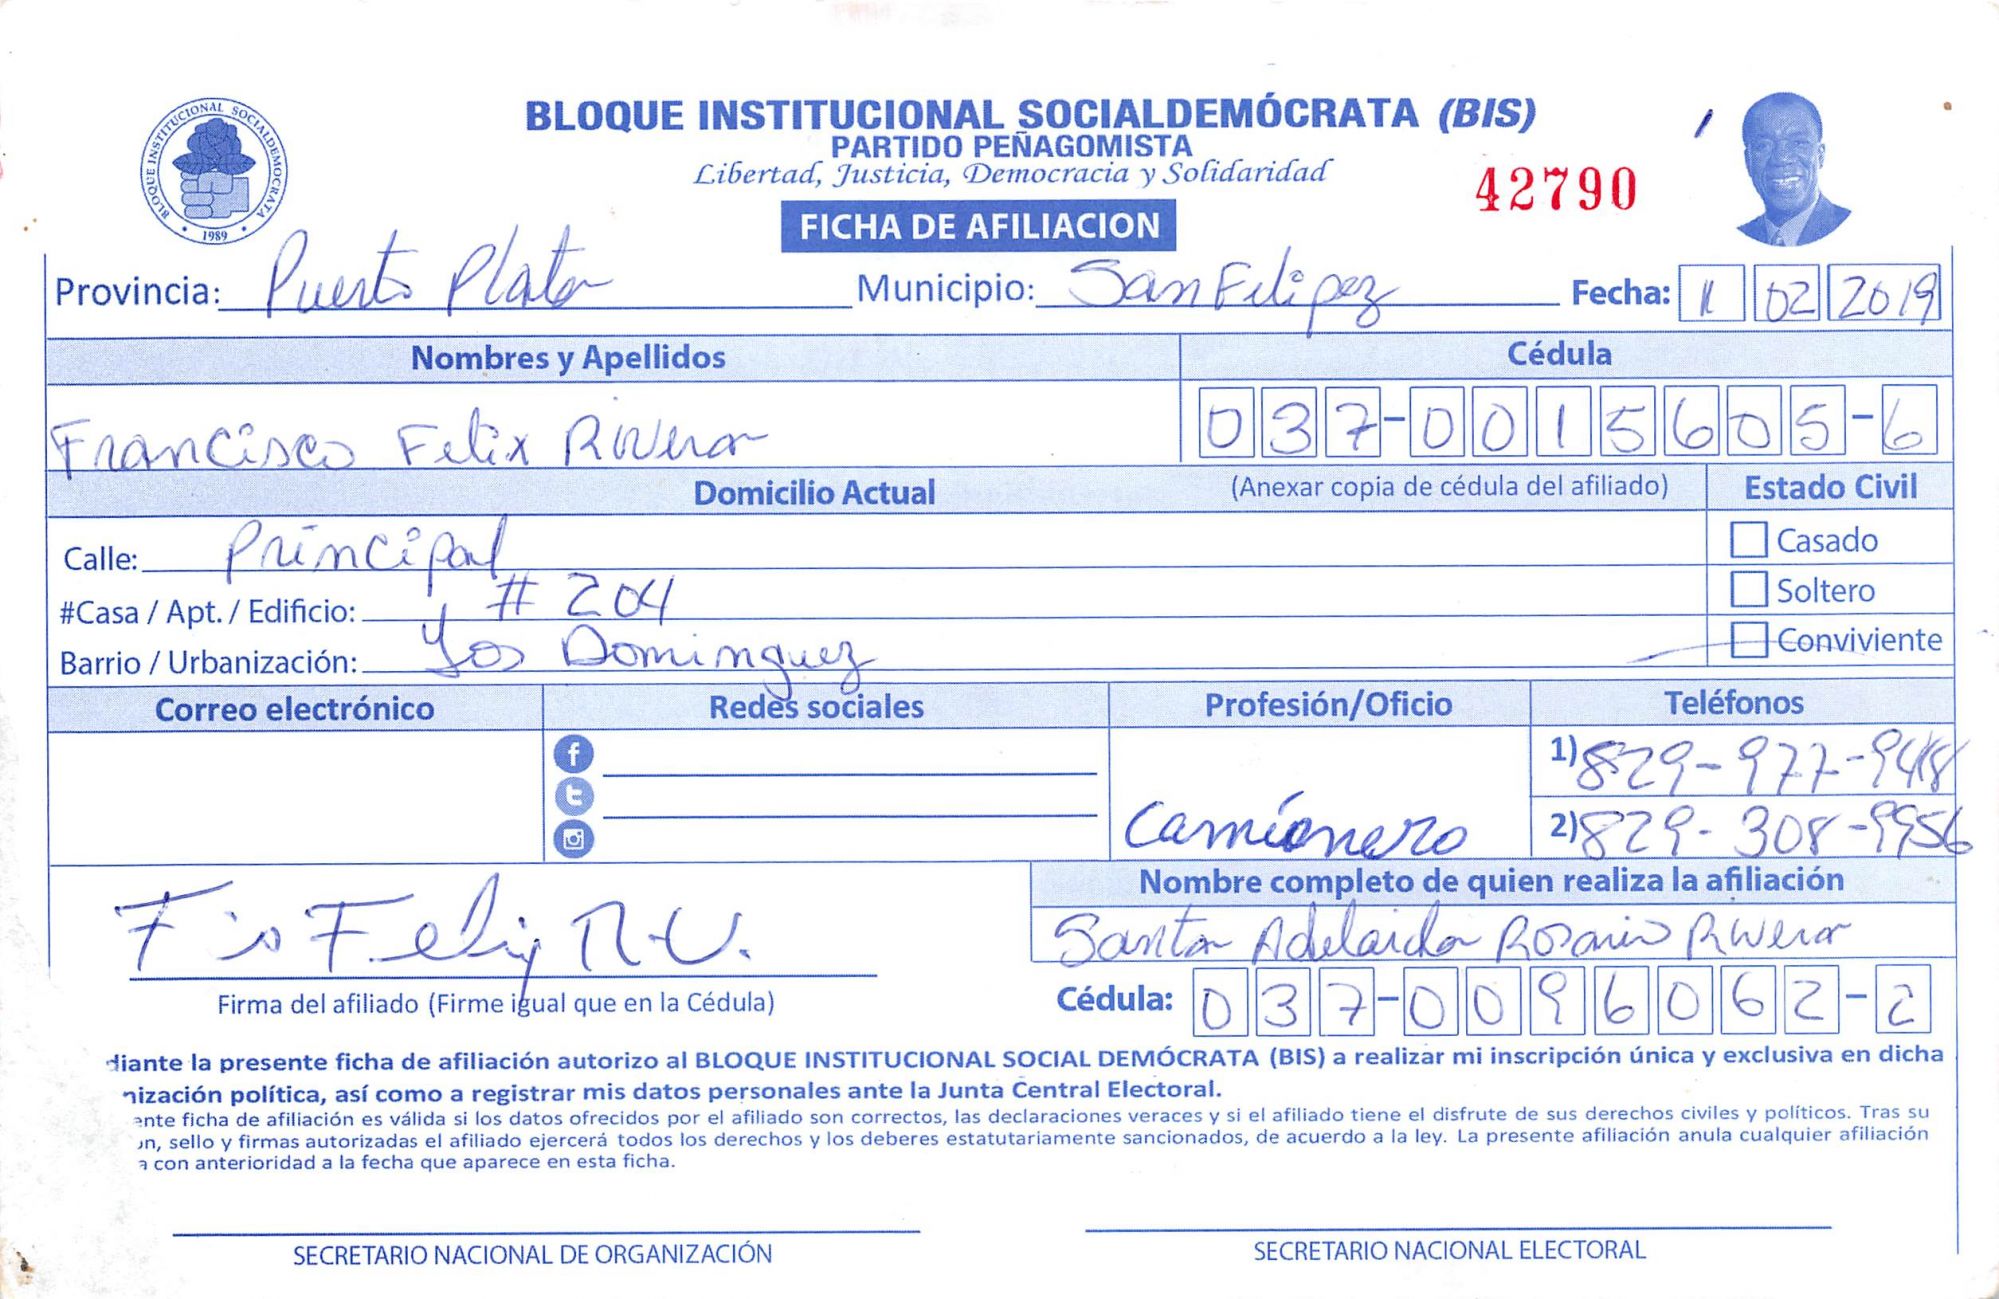 BLOQUE INSTITUCIONAL SOCIALDEMÓCRATA (BIS)
PARTIDO PEÑAGOMISTA
Libertad, Justicia, Democracia y Solidaridad
42790
FICHA DE AFILIACION
BLOQUE INSTITUCIONAL SOCIALDEMOCRATA
1989
Provincia: Puerto Plata Municipio: San Felipez Fecha: 11 02 2019
Nombres y Apellidos Cédula
Francisco Felix Rivera 037-0015605-6
Domicilio Actual (Anexar copia de cédula del afiliado) Estado Civil
Calle: Principal Casado
#Casa / Apt. / Edificio: # 204 Soltero
Barrio / Urbanización: Los Dominguez Conviviente
Correo electrónico Redes sociales Profesión/Oficio Teléfonos
1) 829-977-9418
Camionero 2) 829-308-9956
Nombre completo de quien realiza la afiliación
Santa Adelaida Rosario Rivera
Fco Felix R.V.
Firma del afiliado (Firme igual que en la Cédula) Cédula: 037-0096062-2
diante la presente ficha de afiliación autorizo al BLOQUE INSTITUCIONAL SOCIAL DEMÓCRATA (BIS) a realizar mi inscripción única y exclusiva en dicha
nización política, así como a registrar mis datos personales ante la Junta Central Electoral.
ente ficha de afiliación es válida si los datos ofrecidos por el afiliado son correctos, las declaraciones veraces y si el afiliado tiene el disfrute de sus derechos civiles y políticos. Tras su
ón, sello y firmas autorizadas el afiliado ejercerá todos los derechos y los deberes estatutariamente sancionados, de acuerdo a la ley. La presente afiliación anula cualquier afiliación
a con anterioridad a la fecha que aparece en esta ficha.
SECRETARIO NACIONAL DE ORGANIZACIÓN SECRETARIO NACIONAL ELECTORAL